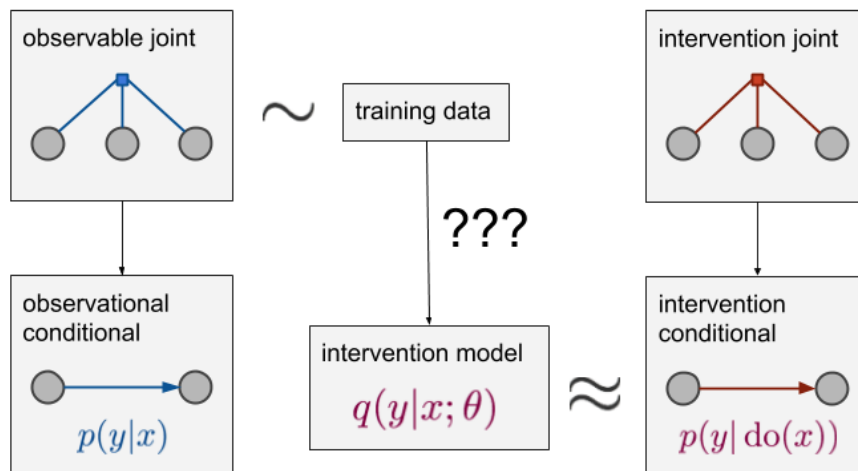 observable joint
∼
training data
intervention joint
???
observational
conditional
p(y|x)
intervention model
q(y|x; θ)
≈
intervention
conditional
p(y| do(x))